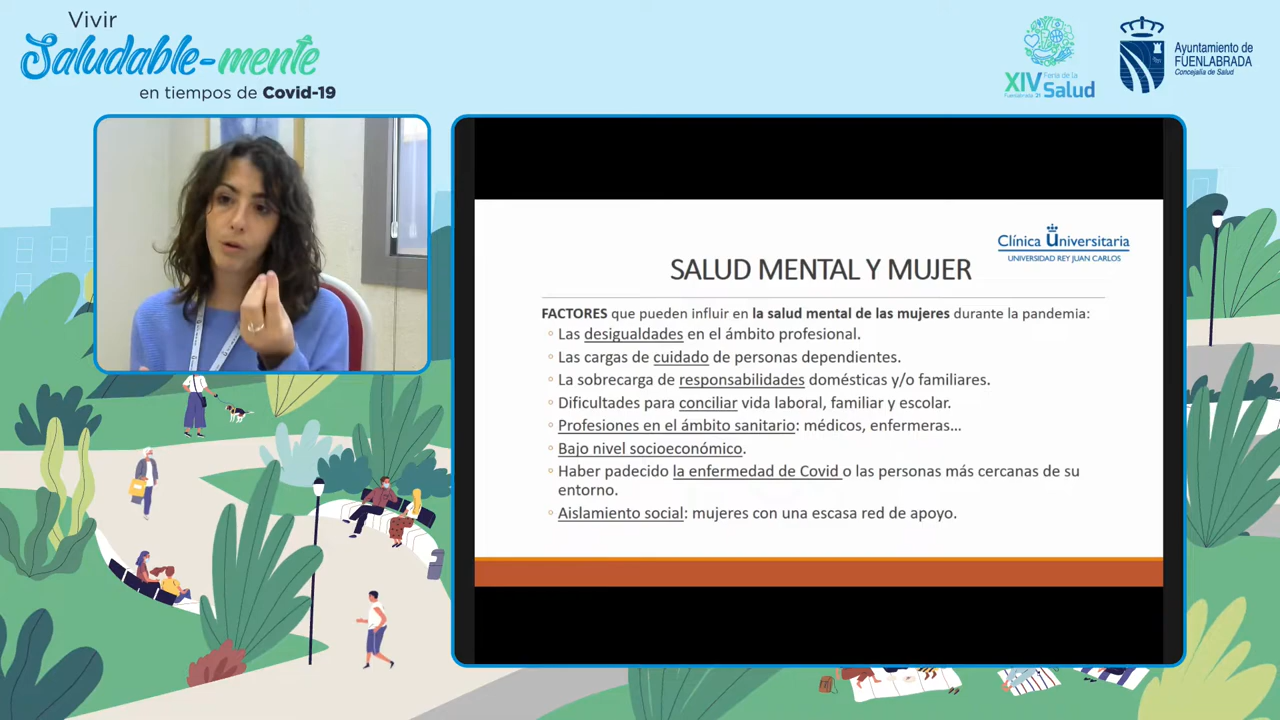 Vivir
Saludable-mente
en tiempos de Covid-19
XIV Feria de la
Fuenlabrada 21 Salud
Ayuntamiento de
FUENLABRADA
Concejalía de Salud
Clínica Universitaria
UNIVERSIDAD REY JUAN CARLOS
SALUD MENTAL Y MUJER
FACTORES que pueden influir en la salud mental de las mujeres durante la pandemia:
◦ Las desigualdades en el ámbito profesional.
◦ Las cargas de cuidado de personas dependientes.
◦ La sobrecarga de responsabilidades domésticas y/o familiares.
◦ Dificultades para conciliar vida laboral, familiar y escolar.
◦ Profesiones en el ámbito sanitario: médicos, enfermeras...
◦ Bajo nivel socioeconómico.
◦ Haber padecido la enfermedad de Covid o las personas más cercanas de su
entorno.
◦ Aislamiento social: mujeres con una escasa red de apoyo.